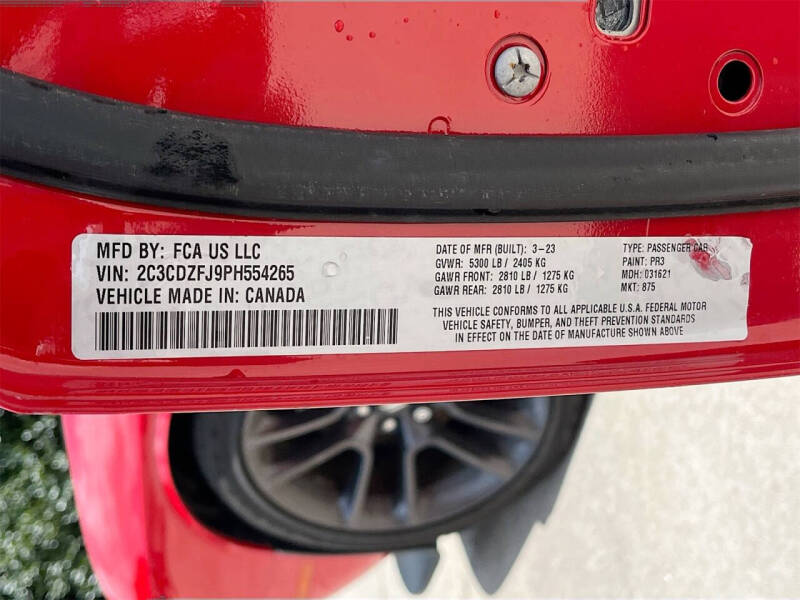 MFD BY: FCA US LLC
VIN: 2C3CDZFJ9PH554265
VEHICLE MADE IN: CANADA
DATE OF MFR (BUILT): 3-23
GVWR: 5300 LB / 2405 KG
GAWR FRONT: 2810 LB / 1275 KG
GAWR REAR: 2810 LB / 1275 KG
TYPE: PASSENGER CAR
PAINT: PR3
MDH: 031621
MKT: 875
THIS VEHICLE CONFORMS TO ALL APPLICABLE U.S.A. FEDERAL MOTOR
VEHICLE SAFETY, BUMPER, AND THEFT PREVENTION STANDARDS
IN EFFECT ON THE DATE OF MANUFACTURE SHOWN ABOVE